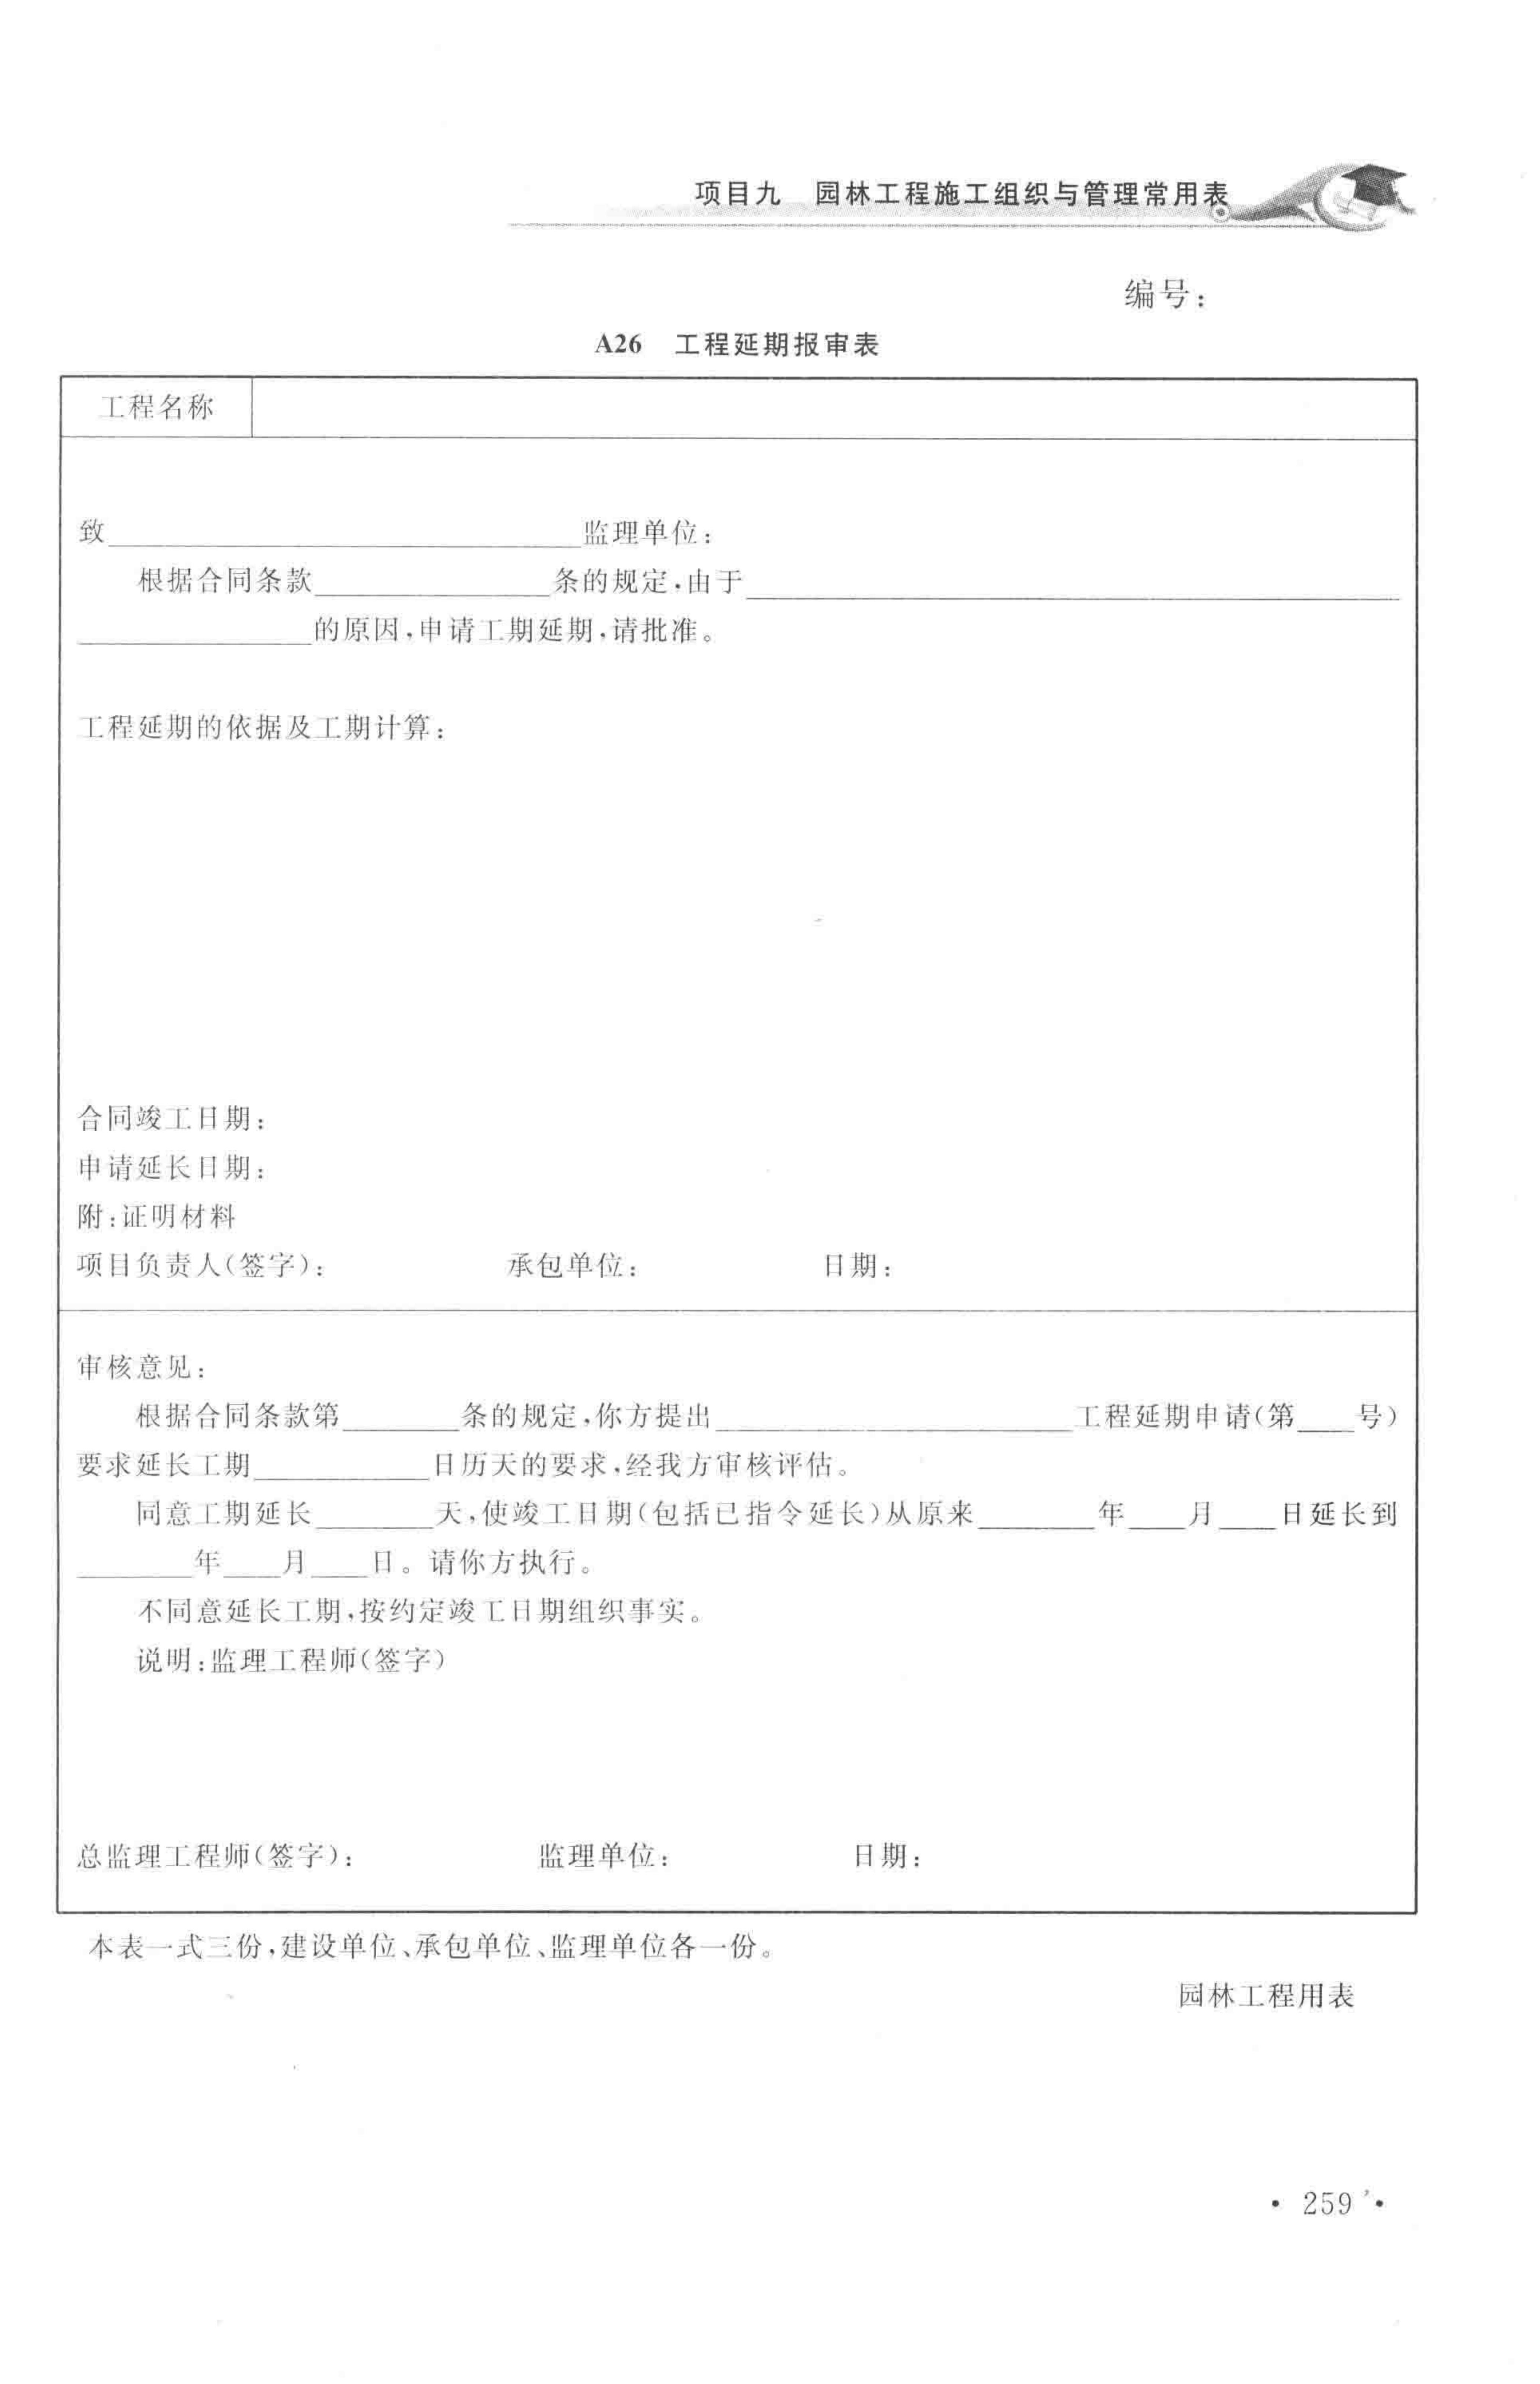 项目九 园林工程施工组织与管理常用表
编号:
A26 工程延期报审表
工程名称
致________________监理单位:
根据合同条款________条的规定,由于______________________
________的原因,申请工期延期,请批准。
工程延期的依据及工期计算:
合同竣工日期:
申请延长日期:
附:证明材料
项目负责人(签字): 承包单位: 日期:
审核意见:
根据合同条款第____条的规定,你方提出____________工程延期申请(第__号)
要求延长工期______日历天的要求,经我方审核评估。
同意工期延长____天,使竣工日期(包括已指令延长)从原来____年__月__日延长到
____年__月__日。请你方执行。
不同意延长工期,按约定竣工日期组织事实。
说明:监理工程师(签字)
总监理工程师(签字): 监理单位: 日期:
本表一式三份,建设单位、承包单位、监理单位各一份。
园林工程用表
· 259 ·